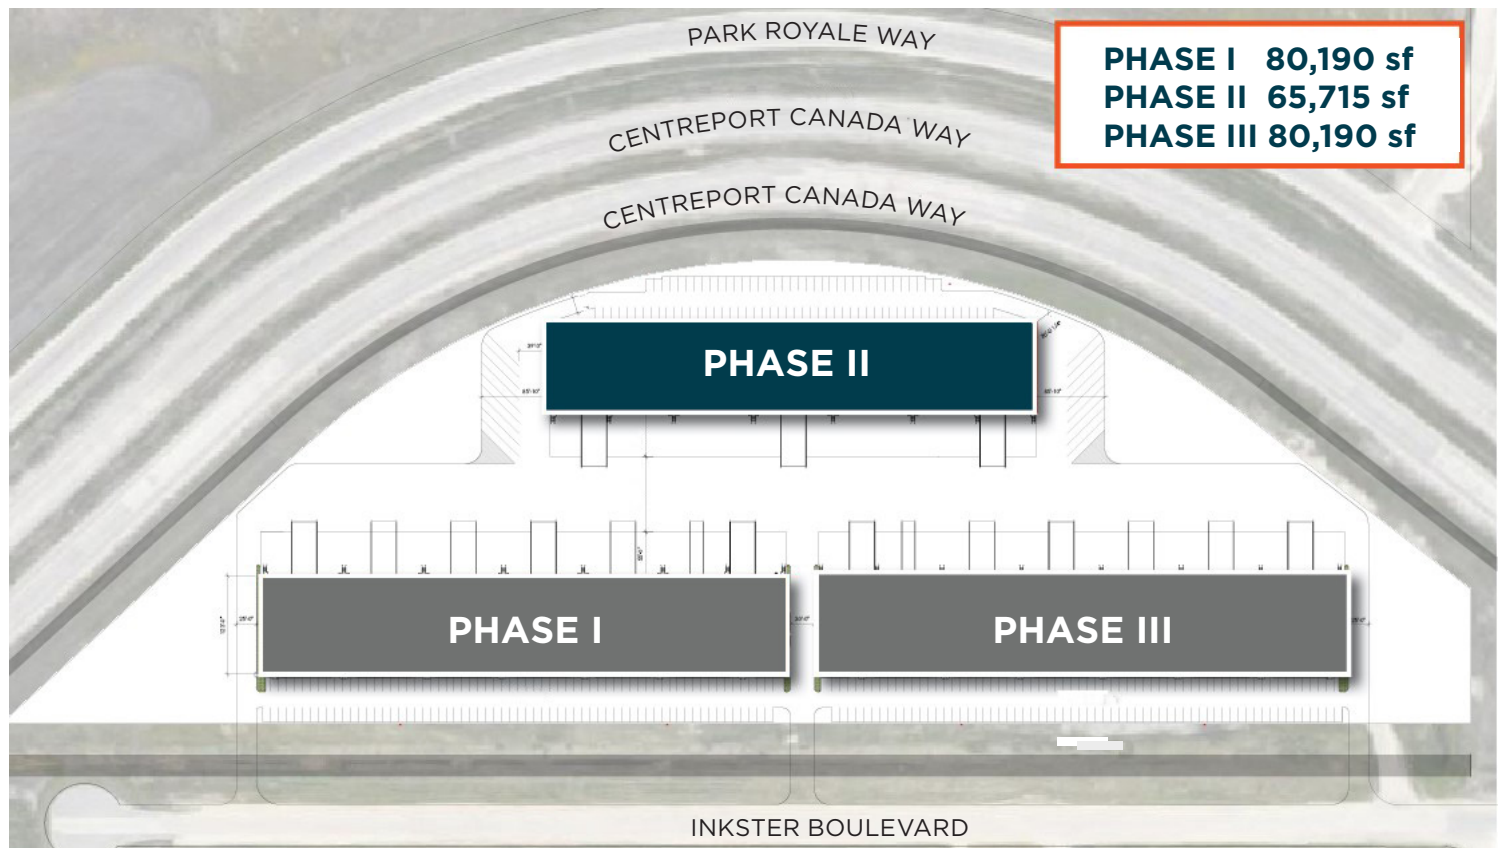 PARK ROYALE WAY
PHASE I 80,190 sf
PHASE II 65,715 sf
PHASE III 80,190 sf
CENTREPORT CANADA WAY
CENTREPORT CANADA WAY
PHASE II
PHASE I
PHASE III
INKSTER BOULEVARD